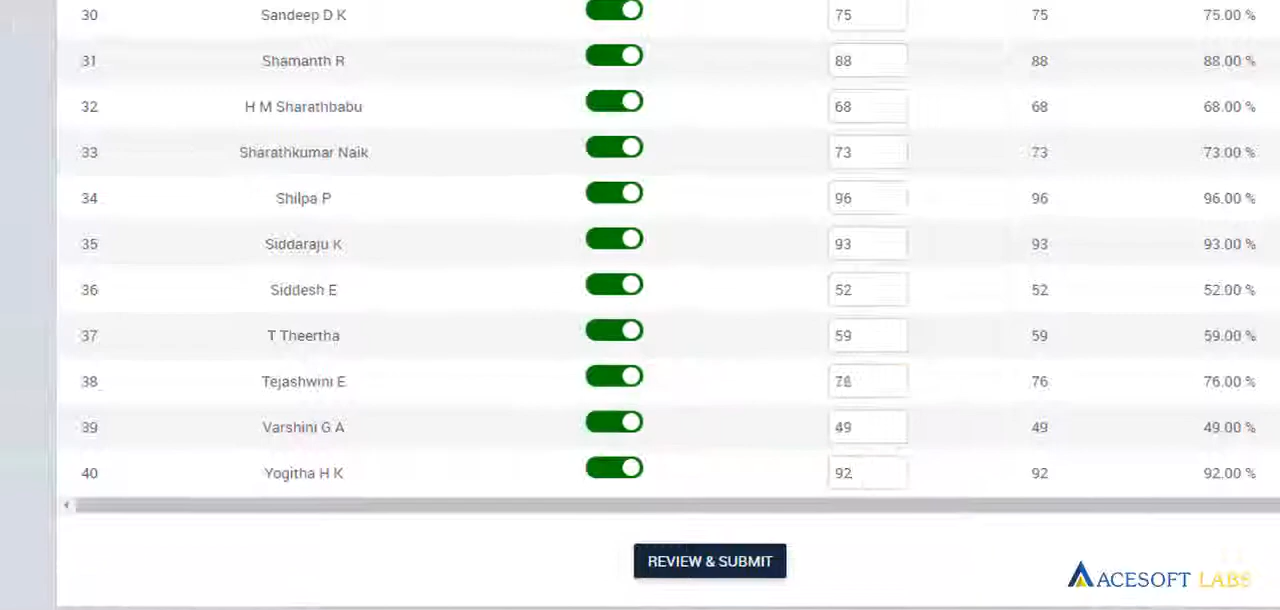 30 Sandeep D K 75 75 75.00 %
31 Shamanth R 88 88 88.00 %
32 H M Sharathbabu 68 68 68.00 %
33 Sharathkumar Naik 73 73 73.00 %
34 Shilpa P 96 96 96.00 %
35 Siddaraju K 93 93 93.00 %
36 Siddesh E 52 52 52.00 %
37 T Theertha 59 59 59.00 %
38 Tejashwini E 76 76 76.00 %
39 Varshini G A 49 49 49.00 %
40 Yogitha H K 92 92 92.00 %
REVIEW & SUBMIT
ACESOFT LABS